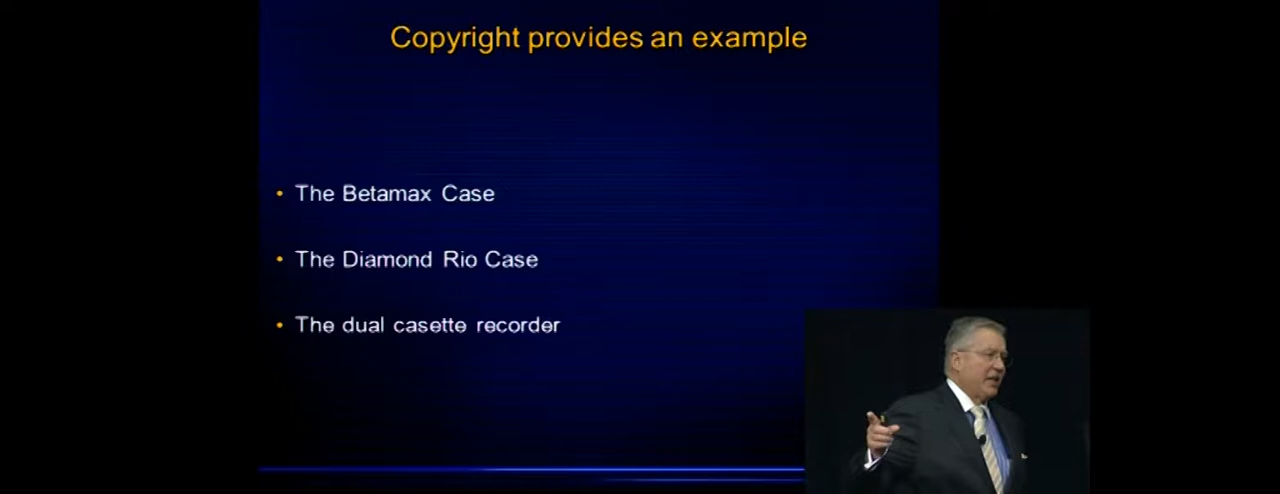 Copyright provides an example
• The Betamax Case
• The Diamond Rio Case
• The dual casette recorder